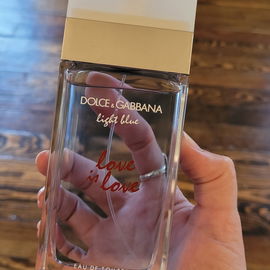 DOLCE & GABBANA
light blue
love
is love
EAU DE TOILETTE